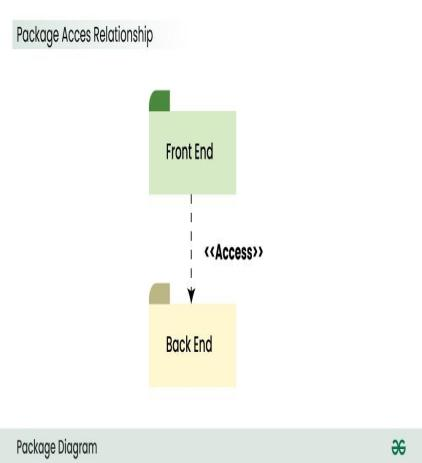 Package Acces Relationship
Front End
<<Access>>
Back End
Package Diagram